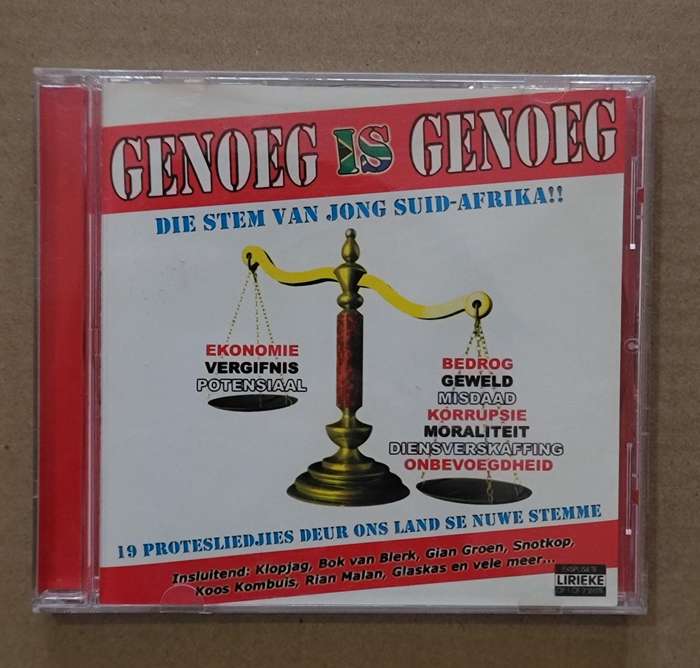 GENOEG IS GENOEG
DIE STEM VAN JONG SUID-AFRIKA!!
EKONOMIE
VERGIFNIS
POTENSIAAL
BEDROG
GEWELD
MISDAAD
KORRUPSIE
MORALITEIT
DIENSVERSKAFFING
ONBEVOEGDHEID
19 PROTESLIEDJIES DEUR ONS LAND SE NUWE STEMME
Insluitend: Klopjag, Bok van Blerk, Gian Groen, Snotkop,
Koos Kombuis, Rian Malan, Glaskas en vele meer...
LIRIEKE